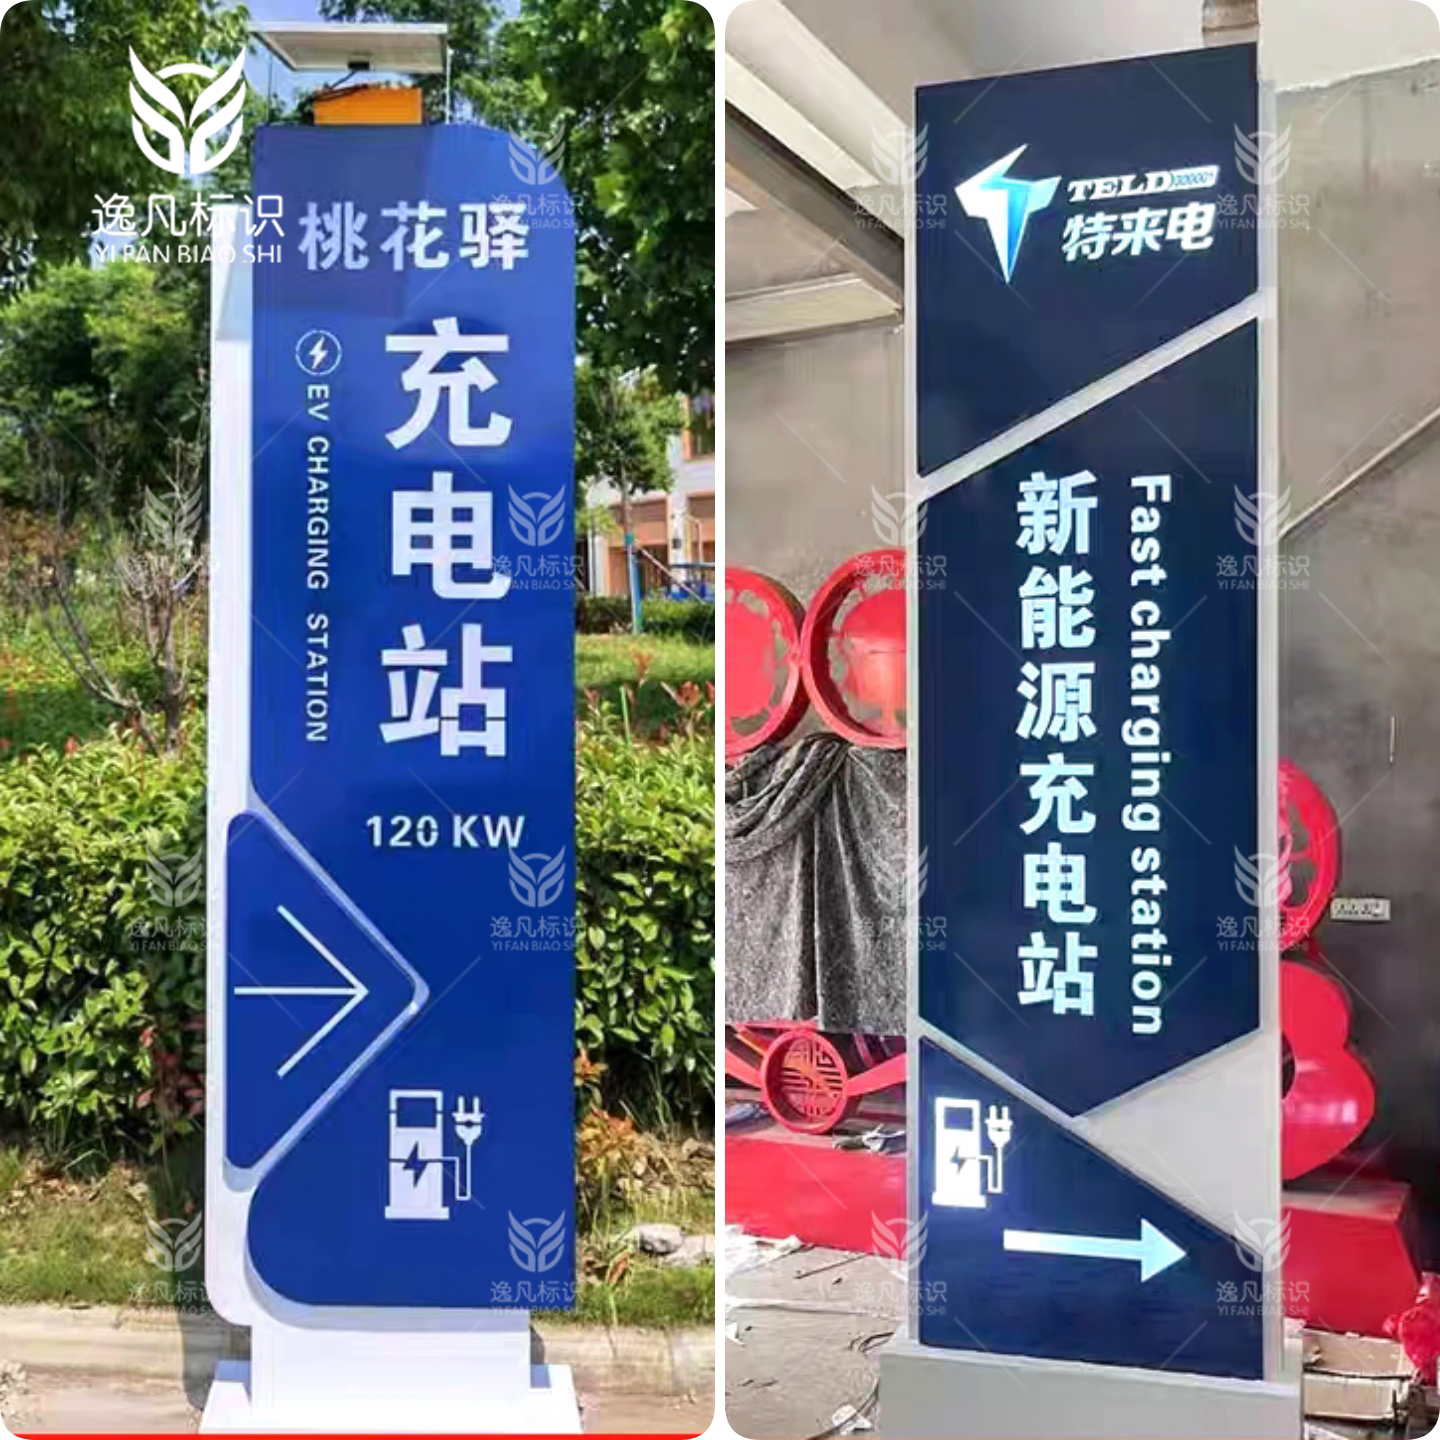 逸凡标识
YI FAN BIAO SHI
桃花驿
充电站
EV CHARGING STATION
120 KW
TELD
特来电
新能源充电站
Fast charging station